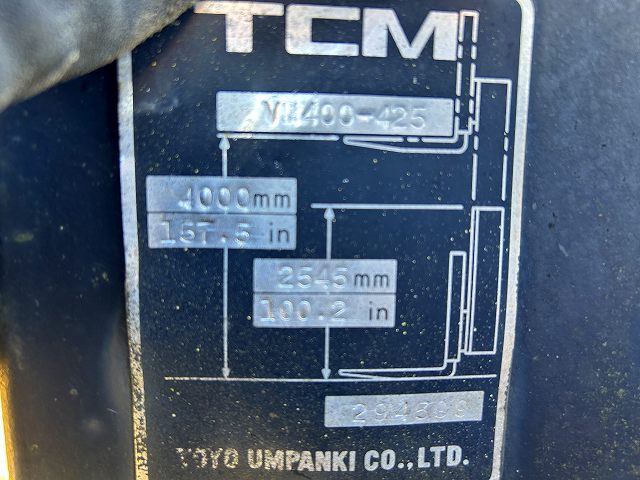 TCM
VM400-425
4000mm
157.5 in
2545mm
100.2 in
TOYO UMPANKI CO.,LTD.